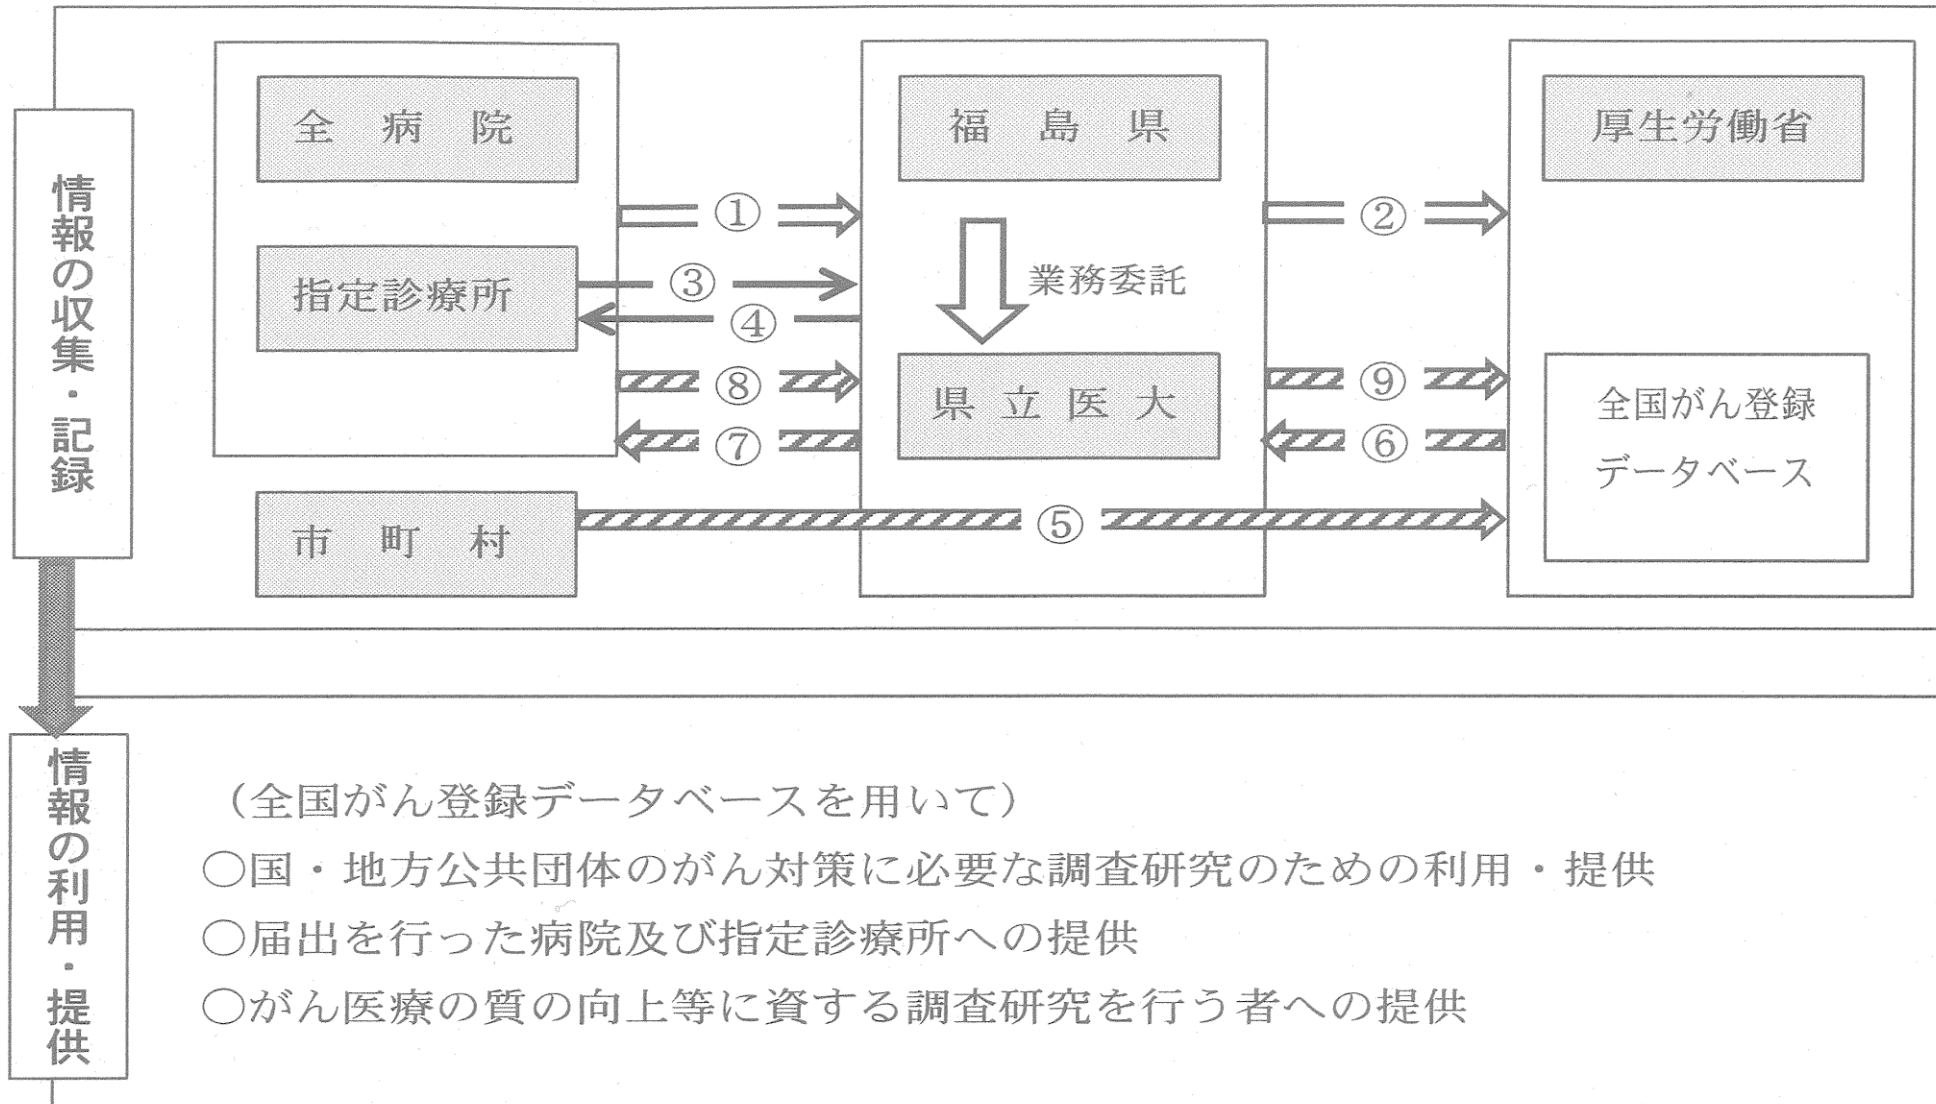 情報の収集・記録
全病院
福島県
厚生労働省
①
②
指定診療所
③
④
業務委託
⑧
⑦
県立医大
⑨
⑥
全国がん登録
データベース
市町村
⑤
情報の利用・提供
（全国がん登録データベースを用いて）
○国・地方公共団体のがん対策に必要な調査研究のための利用・提供
○届出を行った病院及び指定診療所への提供
○がん医療の質の向上等に資する調査研究を行う者への提供